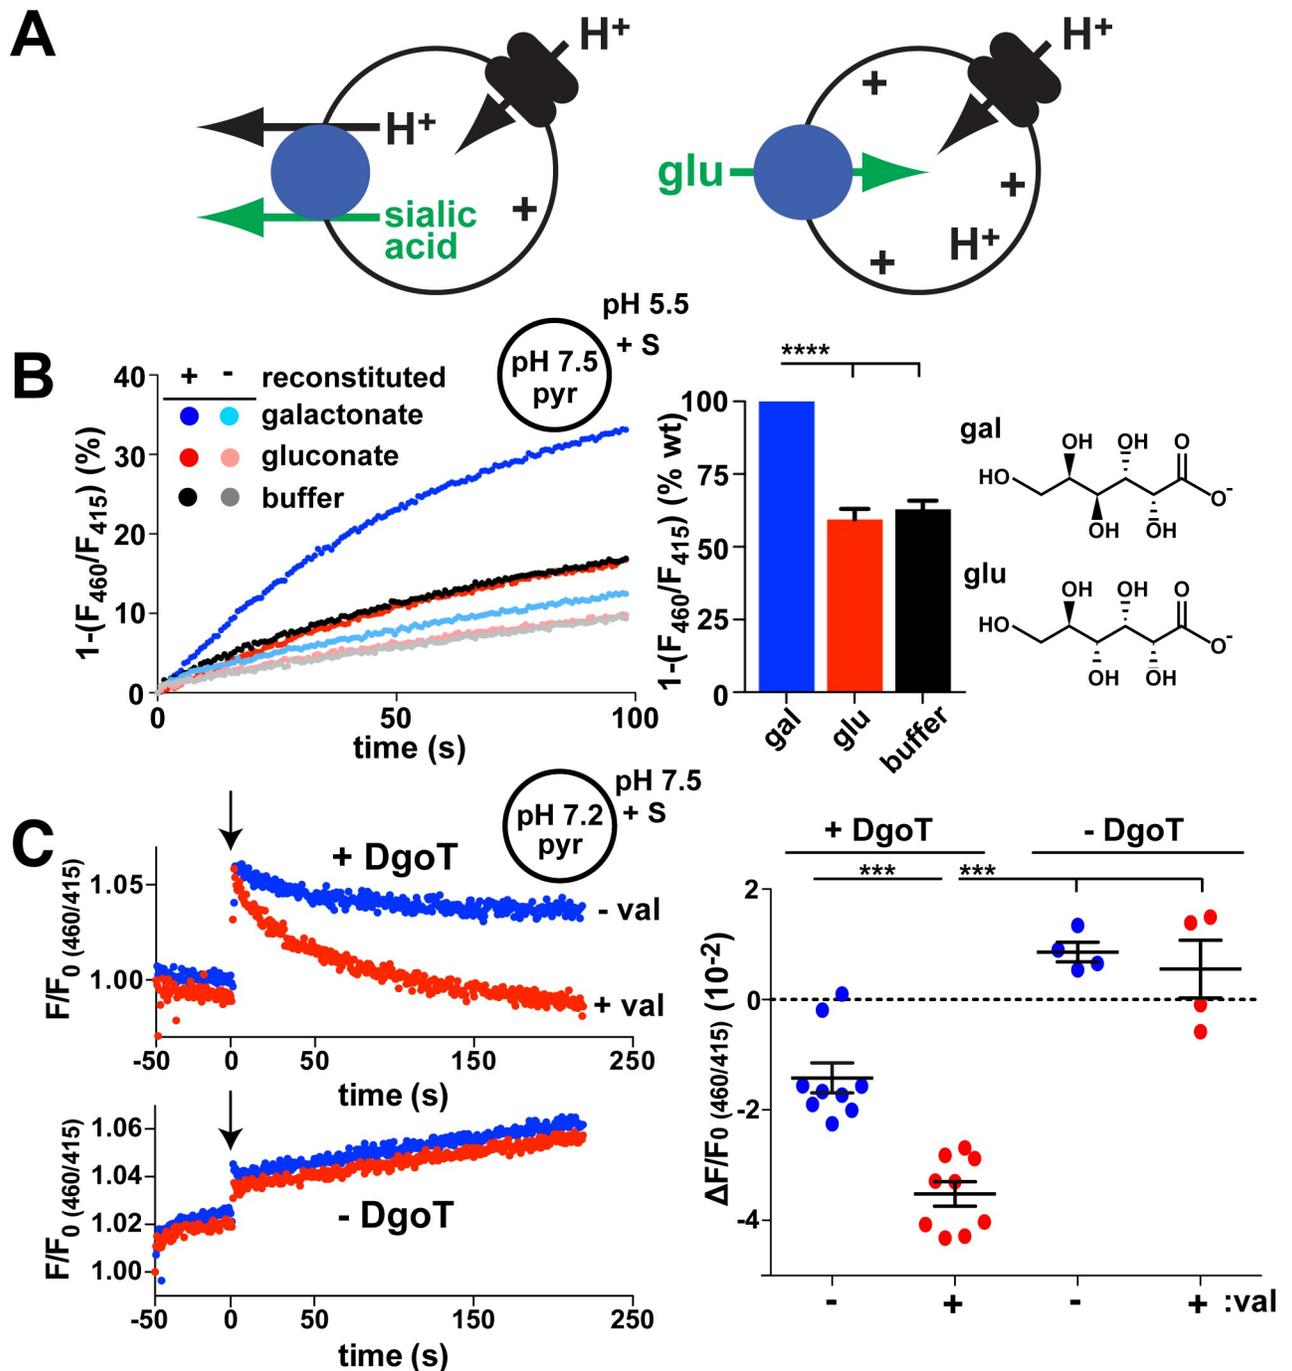 A
H+
H+
sialic
acid
+
H+
+
glu
+
H+
+
B
pH 5.5
+ S
pH 7.5
pyr
+ - reconstituted
galactonate
gluconate
buffer
1-(F460/F415) (%)
40
30
20
10
0
0 50 100
time (s)
****
1-(F460/F415) (% wt)
100
75
50
25
0
gal
glu
buffer
gal
OH OH O
HO
O-
OH OH
glu
OH OH O
HO
O-
OH OH
C
pH 7.5
+ S
pH 7.2
pyr
+ DgoT
- val
+ val
F/F0 (460/415)
1.05
1.00
-50 0 50 150 250
time (s)
F/F0 (460/415)
1.06
1.04
1.02
1.00
- DgoT
-50 0 50 150 250
time (s)
+ DgoT - DgoT
*** ***
ΔF/F0 (460/415) (10-2)
2
0
-2
-4
- + - + :val